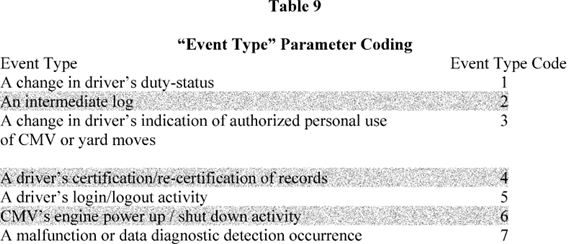 Table 9
“Event Type” Parameter Coding
Event Type Event Type Code
A change in driver’s duty-status 1
An intermediate log 2
A change in driver’s indication of authorized personal use 3
of CMV or yard moves
A driver’s certification/re-certification of records 4
A driver’s login/logout activity 5
CMV’s engine power up / shut down activity 6
A malfunction or data diagnostic detection occurrence 7